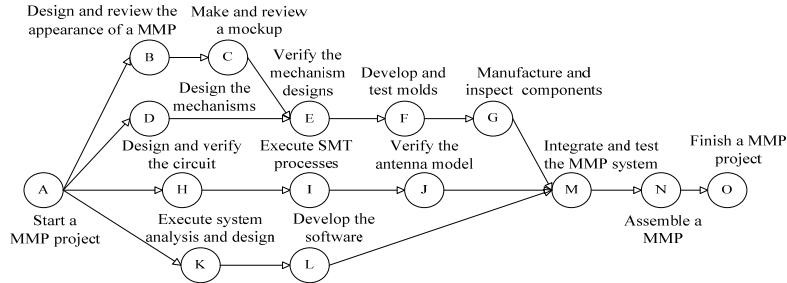 Design and review the
appearance of a MMP
Make and review
a mockup
B
C
Verify the
mechanism
designs
Develop and
test molds
Manufacture and
inspect components
Design the
mechanisms
D
E
F
G
Design and verify
the circuit
Execute SMT
processes
Verify the
antenna model
Integrate and test
the MMP system
Finish a MMP
project
A
H
I
J
M
N
O
Start a
MMP project
Execute system
analysis and design
Develop the
software
Assemble a
MMP
K
L